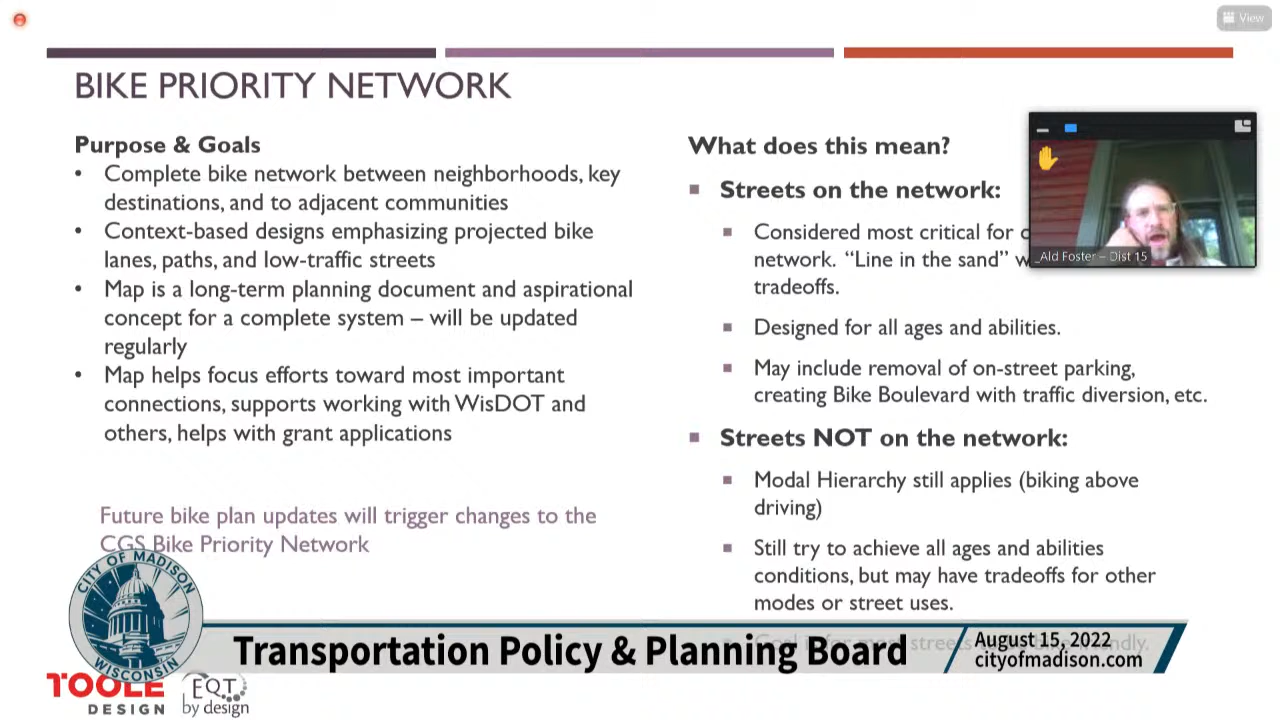 View
BIKE PRIORITY NETWORK
Purpose & Goals
• Complete bike network between neighborhoods, key
destinations, and to adjacent communities
• Context-based designs emphasizing projected bike
lanes, paths, and low-traffic streets
• Map is a long-term planning document and aspirational
concept for a complete system – will be updated
regularly
• Map helps focus efforts toward most important
connections, supports working with WisDOT and
others, helps with grant applications
Future bike plan updates will trigger changes to the
CGS Bike Priority Network
What does this mean?
Streets on the network:
Considered most critical for
network. “Line in the sand”
tradeoffs.
Designed for all ages and abilities.
May include removal of on-street parking,
creating Bike Boulevard with traffic diversion, etc.
Streets NOT on the network:
Modal Hierarchy still applies (biking above
driving)
Still try to achieve all ages and abilities
conditions, but may have tradeoffs for other
modes or street uses.
_Ald Foster – Dist 15
CITY OF MADISON
WISCONSIN
Transportation Policy & Planning Board
August 15, 2022
cityofmadison.com
TOOLE
DESIGN
EQT
by design